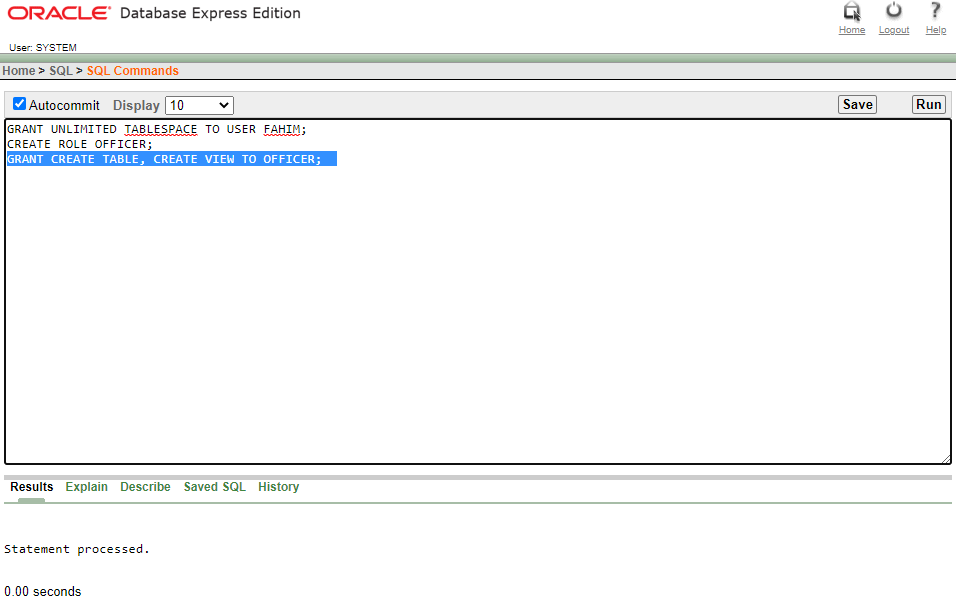 ORACLE® Database Express Edition
Home Logout Help
User: SYSTEM
Home > SQL > SQL Commands
Autocommit Display 10 Save Run
GRANT UNLIMITED TABLESPACE TO USER FAHIM;
CREATE ROLE OFFICER;
GRANT CREATE TABLE, CREATE VIEW TO OFFICER;
Results Explain Describe Saved SQL History
Statement processed.
0.00 seconds